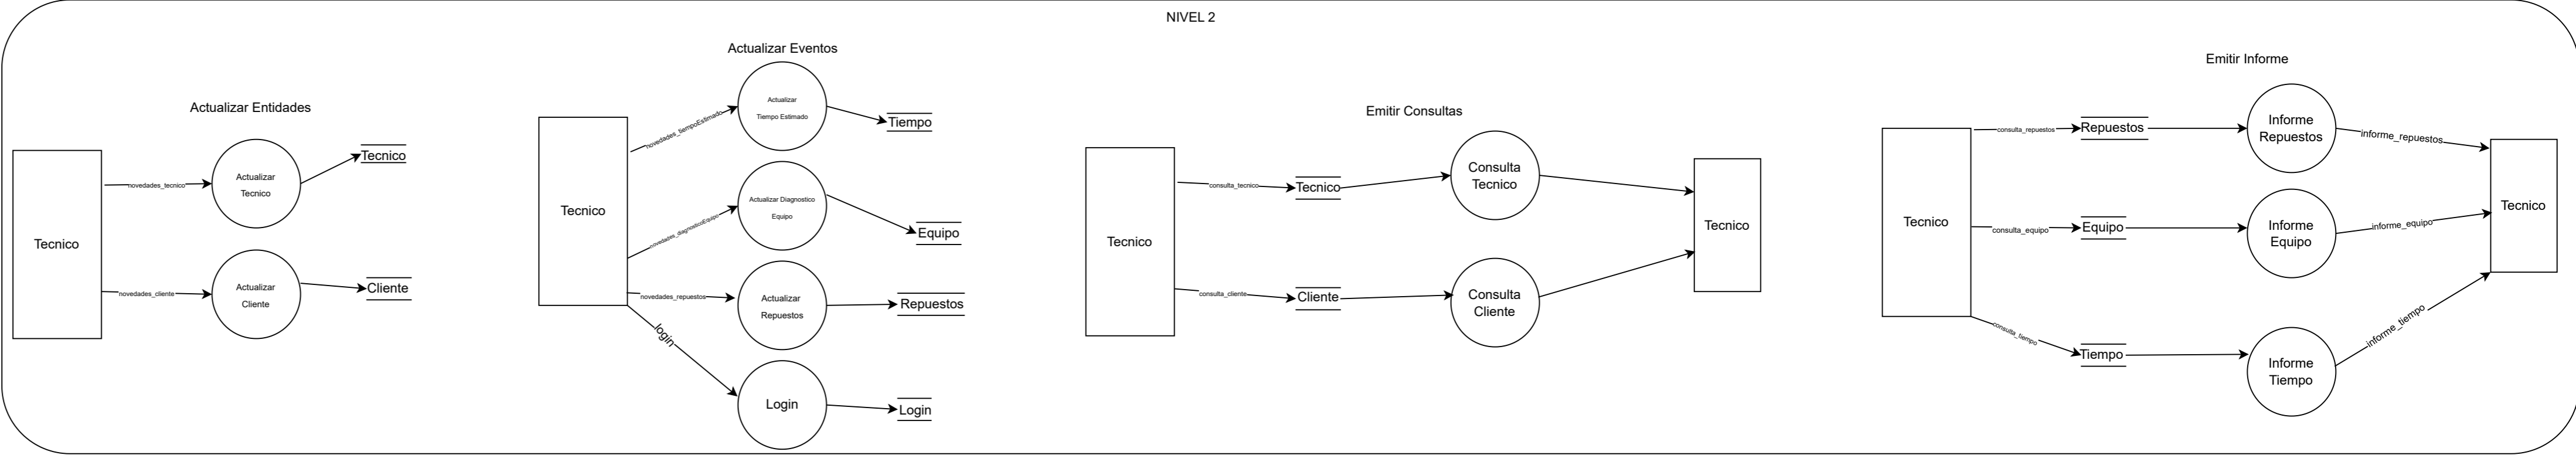 NIVEL 2
Actualizar Entidades
Tecnico
novedades_tecnico
Actualizar
Tecnico
Tecnico
novedades_cliente
Actualizar
Cliente
Cliente
Actualizar Eventos
Tecnico
novedades_tiempoEstimado
Actualizar
Tiempo Estimado
Tiempo
novedades_diagnosticoEquipo
Actualizar Diagnostico
Equipo
Equipo
novedades_repuestos
Actualizar
Repuestos
Repuestos
login
Login
Login
Emitir Consultas
Tecnico
consulta_tecnico
Tecnico
Consulta
Tecnico
consulta_cliente
Cliente
Consulta
Cliente
Tecnico
Emitir Informe
Tecnico
consulta_repuestos
Repuestos
Informe
Repuestos
informe_repuestos
consulta_equipo
Equipo
Informe
Equipo
informe_equipo
consulta_tiempo
Tiempo
Informe
Tiempo
informe_tiempo
Tecnico